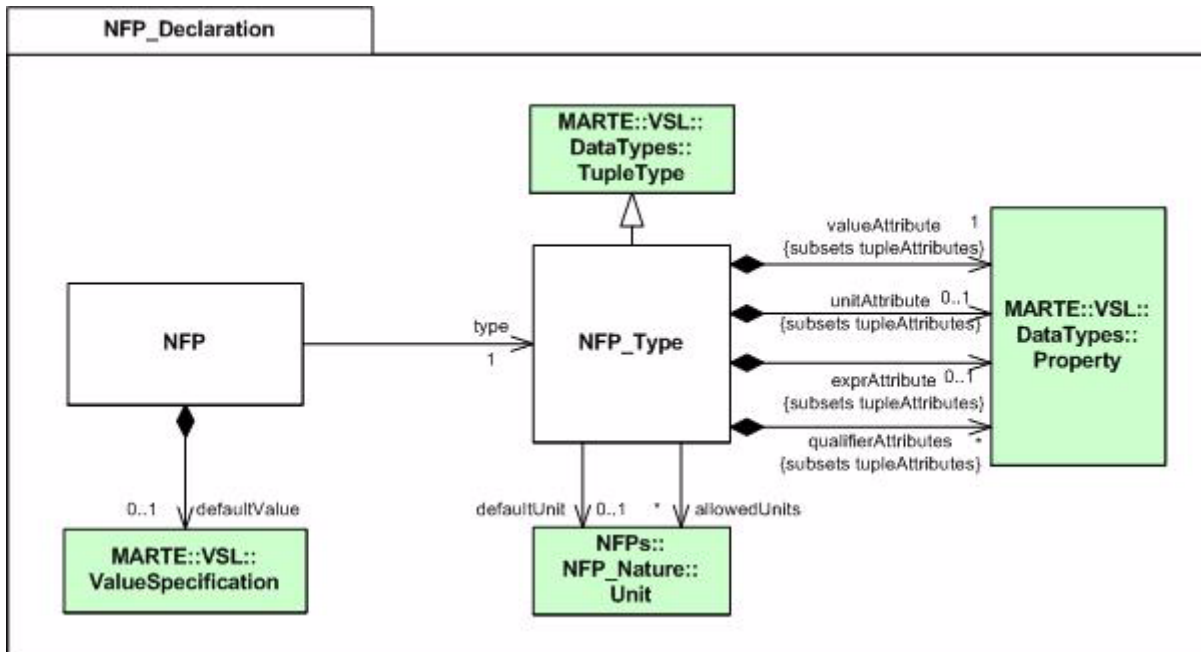 NFP_Declaration
MARTE::VSL::
DataTypes::
TupleType
valueAttribute 1
{subsets tupleAttributes}
unitAttribute 0..1
{subsets tupleAttributes}
MARTE::VSL::
DataTypes::
Property
NFP
type
1
NFP_Type
exprAttribute 0..1
{subsets tupleAttributes}
qualifierAttributes *
{subsets tupleAttributes}
0..1 defaultValue
defaultUnit 0..1 * allowedUnits
MARTE::VSL::
ValueSpecification
NFPs::
NFP_Nature::
Unit